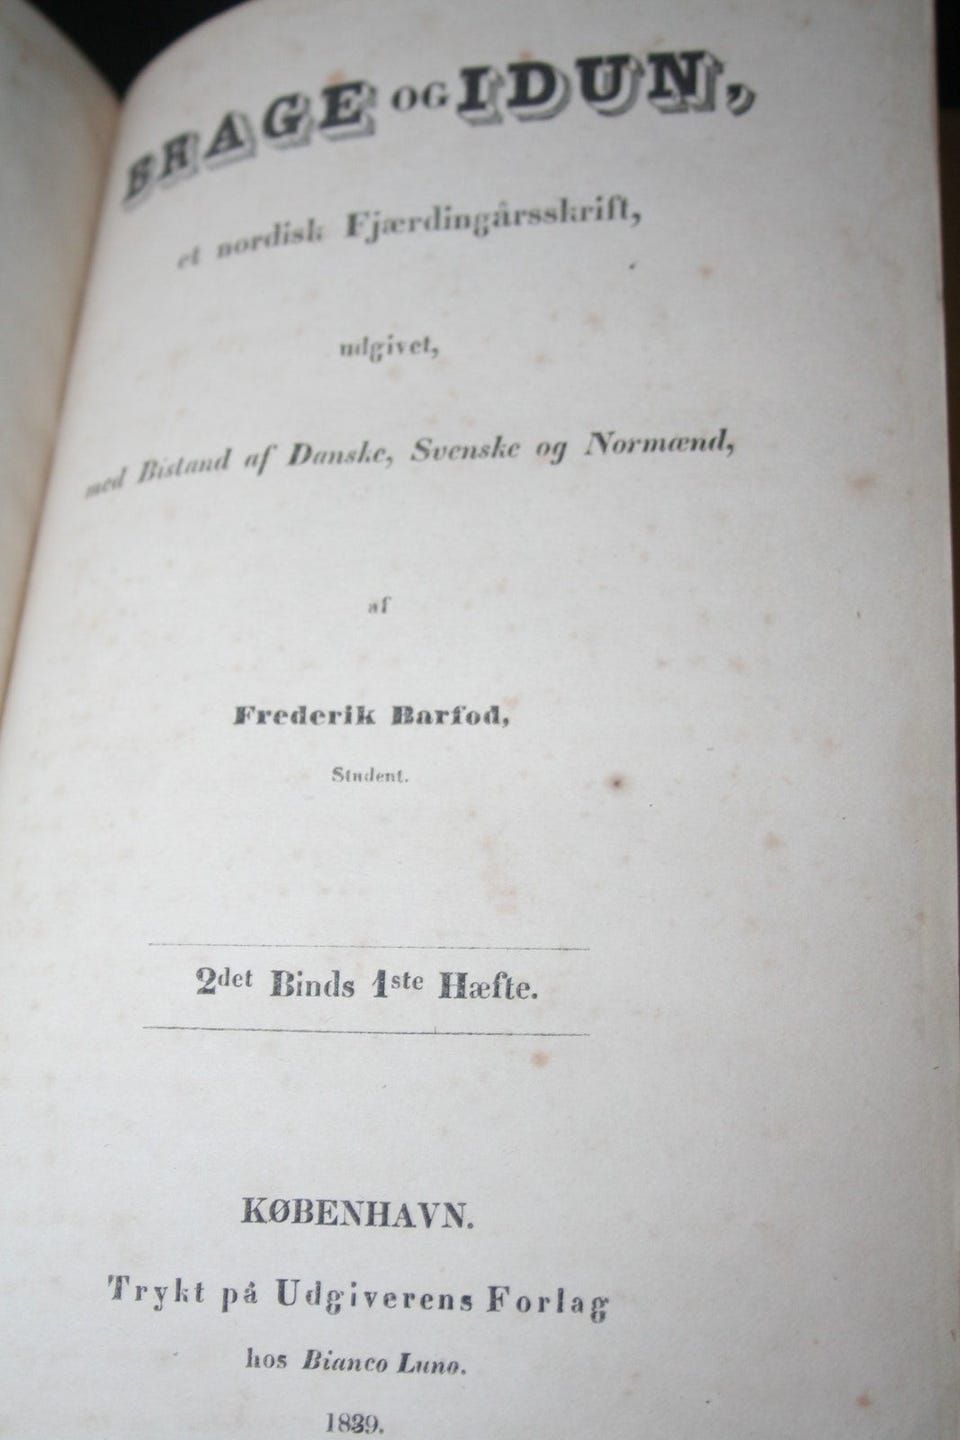 BRAGE OG IDUN,
et nordisk Fjærdingårsskrift,
udgivet,
med Bistand af Danske, Svenske og Normænd,
af
Frederik Barfod,
Student.
2det Binds 1ste Hæfte.
KØBENHAVN.
Trykt på Udgiverens Forlag
hos Bianco Luno.
1839.